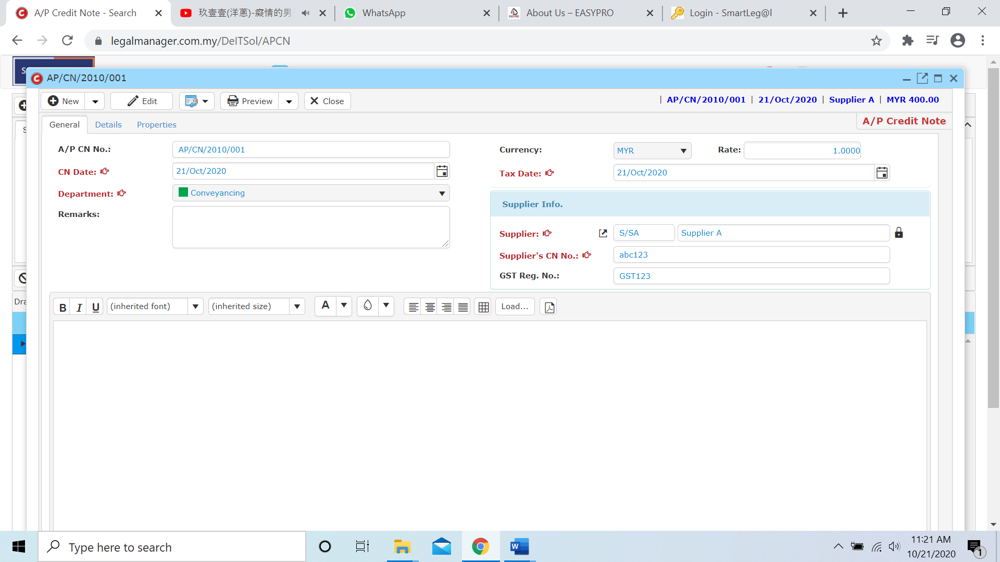 A/P Credit Note - Search
玖壹壹(洋蔥)-癡情的男
WhatsApp
About Us – EASYPRO
Login - SmartLeg@l
legalmanager.com.my/DeITSol/APCN
AP/CN/2010/001
New Edit Preview Close
| AP/CN/2010/001 | 21/Oct/2020 | Supplier A | MYR 400.00
General Details Properties
A/P Credit Note
A/P CN No.: AP/CN/2010/001
Currency: MYR Rate: 1.0000
CN Date: 21/Oct/2020
Tax Date: 21/Oct/2020
Department: Conveyancing
Supplier Info.
Remarks:
Supplier: S/SA Supplier A
Supplier's CN No.: abc123
GST Reg. No.: GST123
Dra
B I U (inherited font) (inherited size) A Load...
Type here to search
11:21 AM
10/21/2020
1